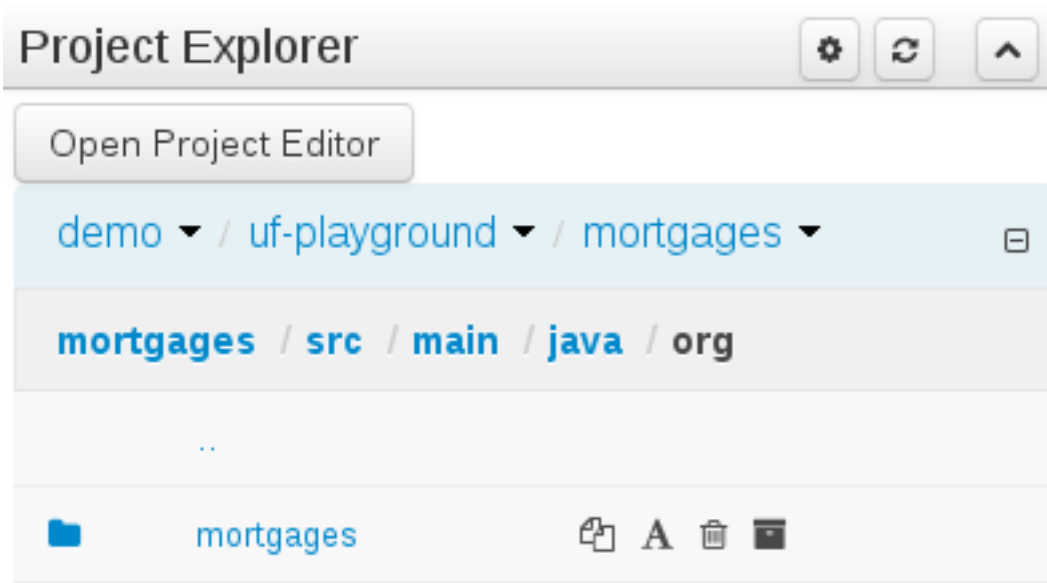 Project Explorer
Open Project Editor
demo / uf-playground / mortgages
mortgages / src / main / java / org
..
mortgages